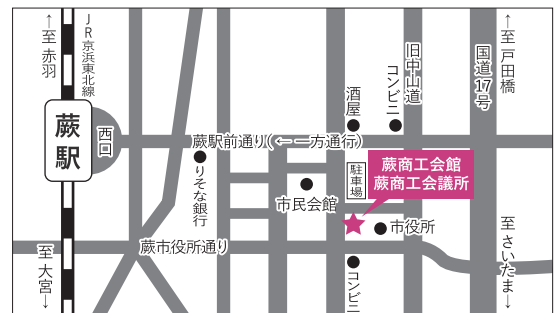 ←至 赤羽
JR京浜東北線
蕨駅
西口
至 大宮→
酒屋
コンビニ
旧中山道
国道17号
←至 戸田橋
蕨駅前通り(←一方通行)
りそな銀行
市民会館
駐車場
蕨商工会館
蕨商工会議所
市役所
蕨市役所通り
コンビニ
至 さいたま→